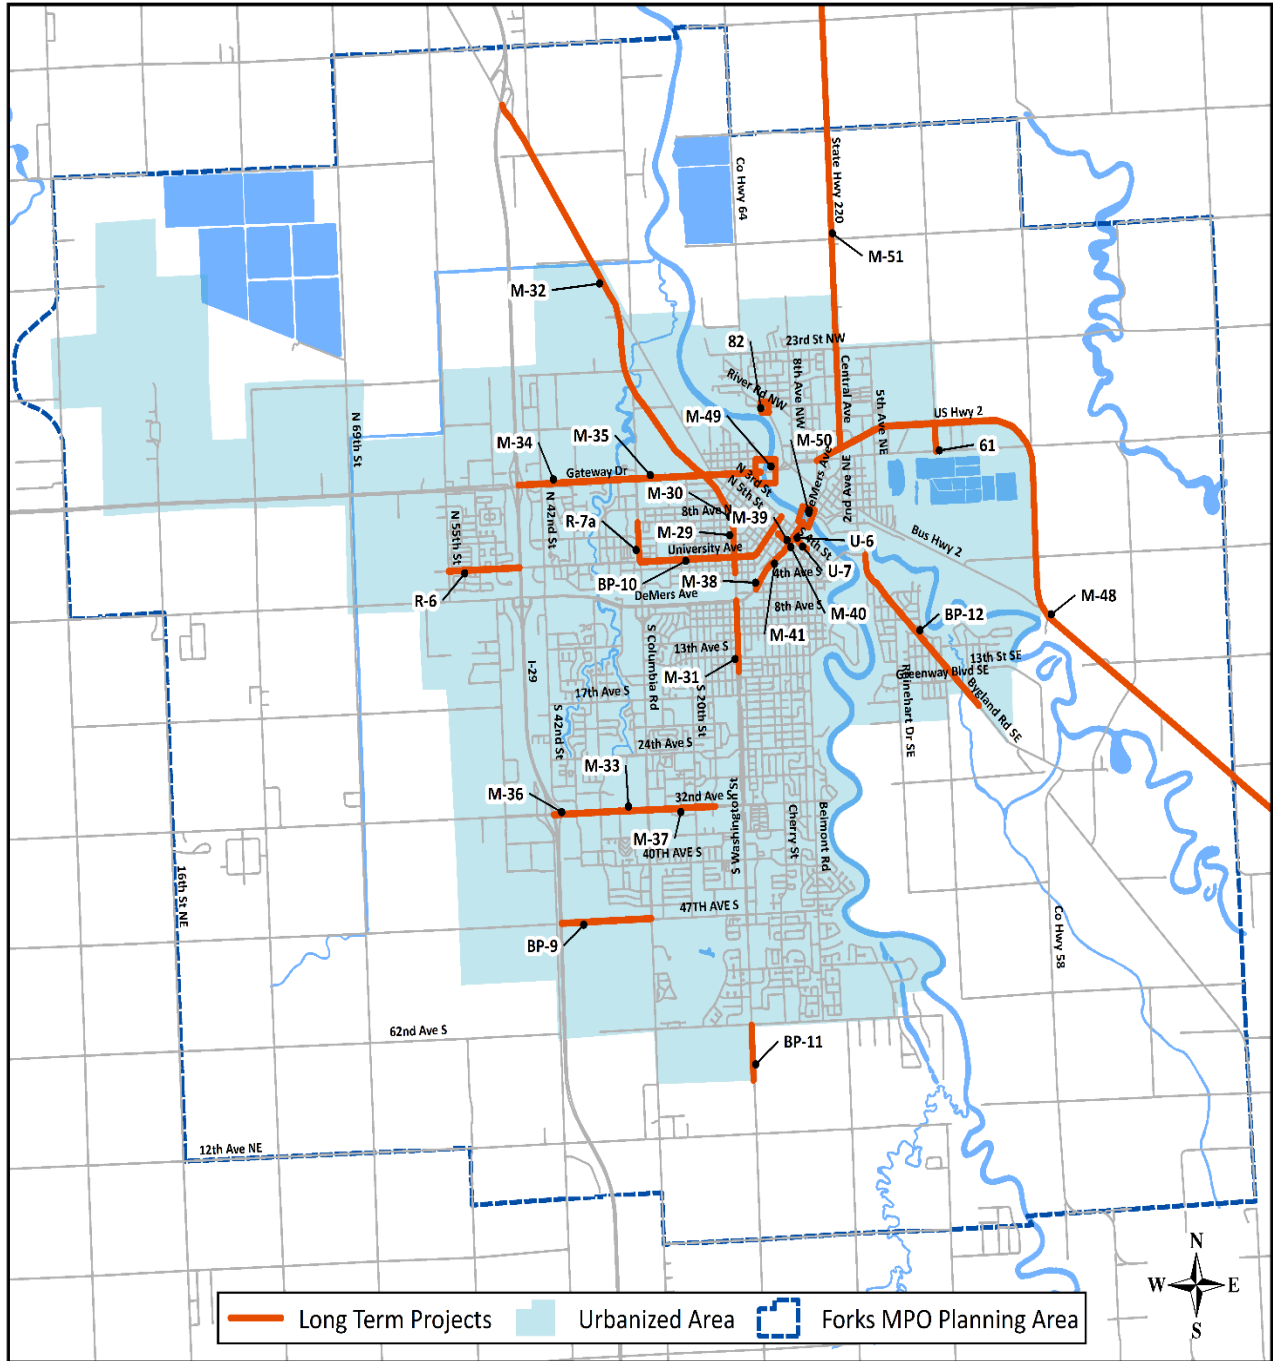 Co Hwy 64
State Hwy 220
M-51
M-32
82
23rd St NW
River Rd NW
8th Ave NW
Central Ave
5th Ave NE
US Hwy 2
M-49
M-50
61
N 69th St
M-34
M-35
Gateway Dr
N 3rd St
N 5th St
DeMers Ave
2nd Ave NE
M-30
8th Ave N
M-39
N 55th St
N 42nd St
R-7a
M-29
University Ave
S 4th St
U-6
Bus Hwy 2
U-7
4th Ave S
BP-10
M-38
DeMers Ave
8th Ave S
R-6
M-40
M-41
BP-12
M-48
I-29
S Columbia Rd
13th Ave S
M-31
13th St SE
Greenway Blvd SE
Rhinehart Dr SE
Bygland Rd SE
17th Ave S
S 20th St
S 42nd St
24th Ave S
M-33
M-36
32nd Ave S
M-37
S Washington St
Cherry St
Belmont Rd
40TH AVE S
16th St NE
47TH AVE S
BP-9
Co Hwy 58
62nd Ave S
BP-11
12th Ave NE
N
W E
S
Long Term Projects Urbanized Area Forks MPO Planning Area